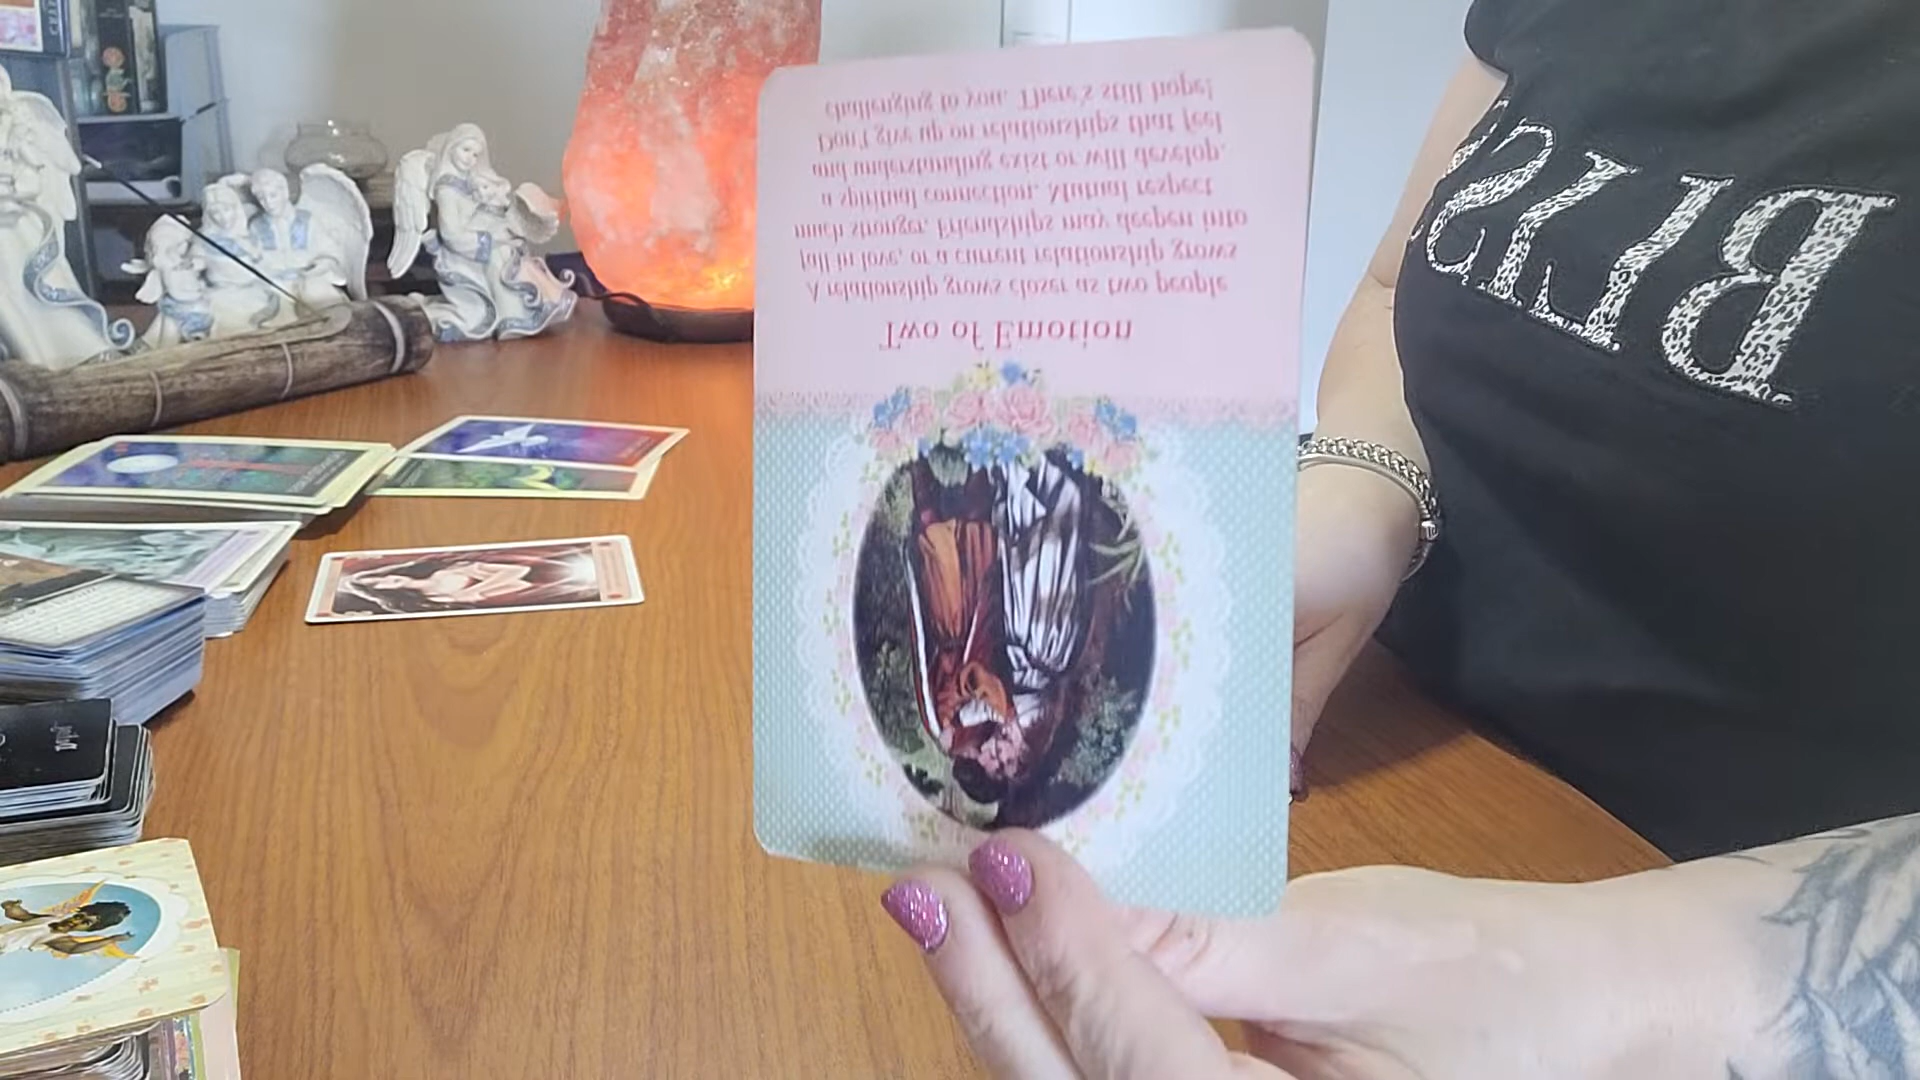 Two of Emotion
A relationship grows closer as two people
fall in love, or a current relationship grows
much stronger. Friendships may deepen into
a spiritual connection. Mutual respect
and understanding exist or will develop.
Don't give up on relationships that feel
challenging to you. There's still hope!
BLISS